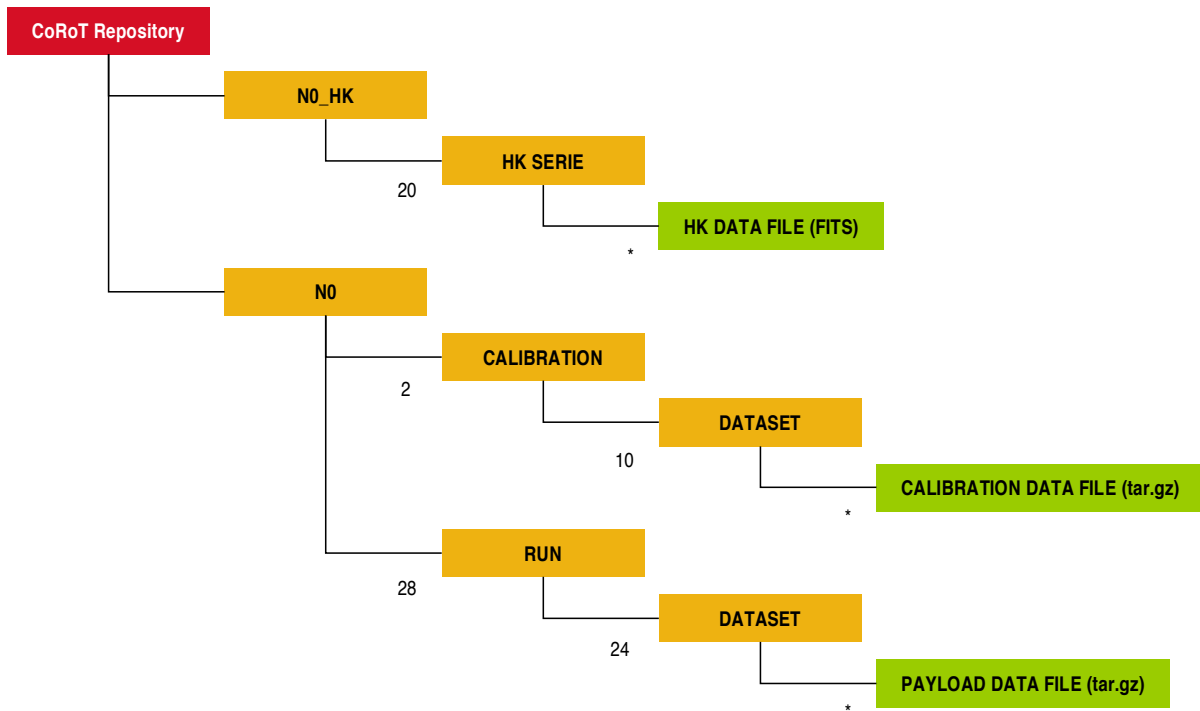 CoRoT Repository
N0_HK
HK SERIE
20
HK DATA FILE (FITS)
*
N0
CALIBRATION
2
DATASET
10
CALIBRATION DATA FILE (tar.gz)
*
RUN
28
DATASET
24
PAYLOAD DATA FILE (tar.gz)
*